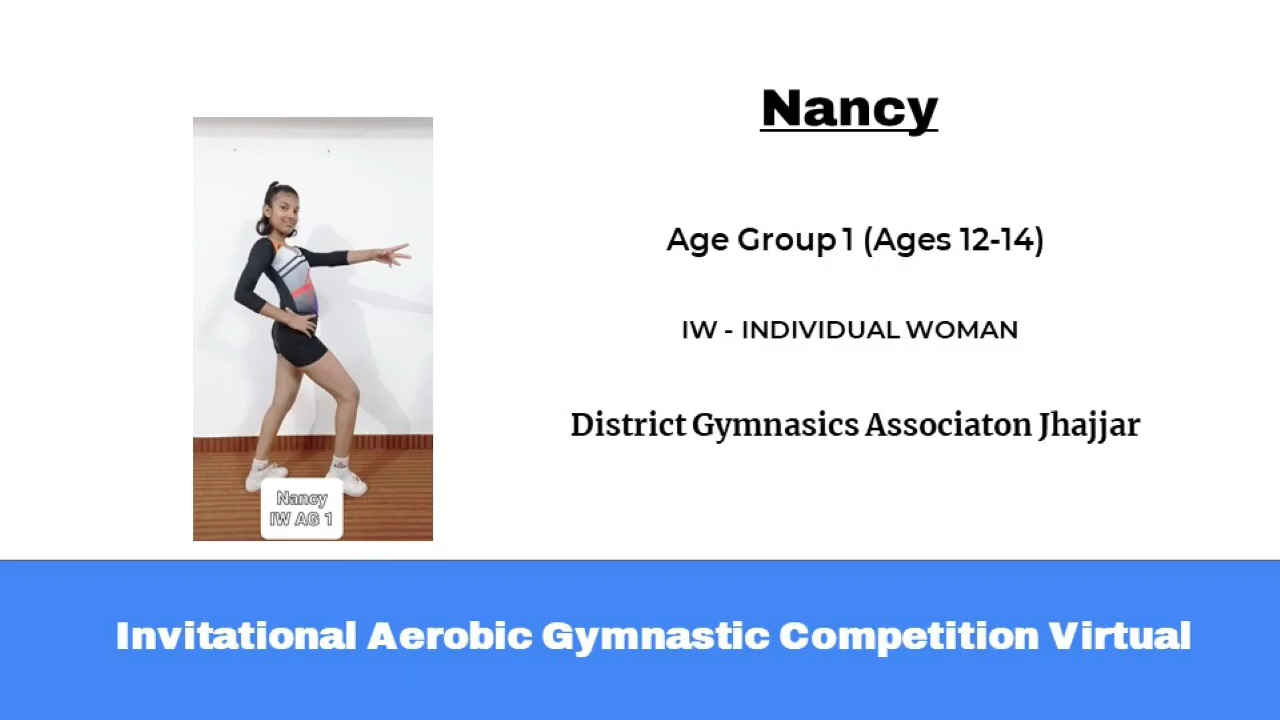 Nancy
Age Group 1 (Ages 12-14)
IW - INDIVIDUAL WOMAN
District Gymnasics Associaton Jhajjar
Nancy
IW AG 1
Invitational Aerobic Gymnastic Competition Virtual